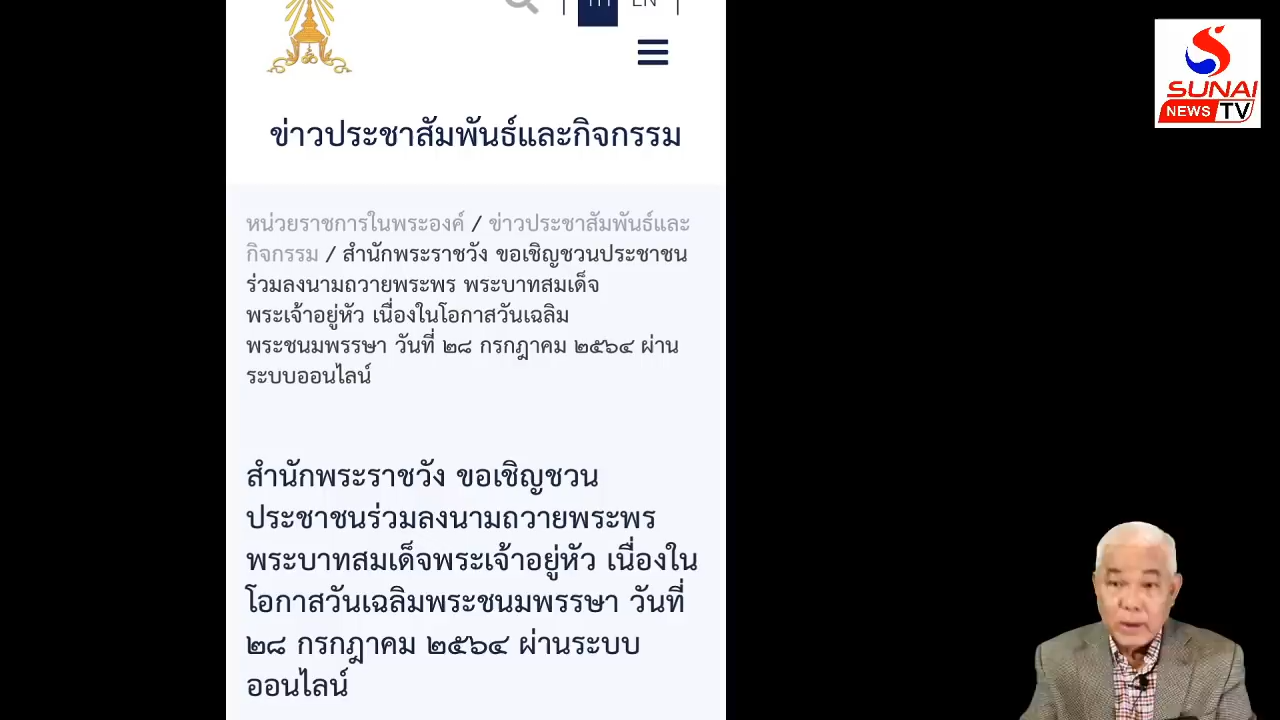 TH EN
SUNAI
NEWS TV
ข่าวประชาสัมพันธ์และกิจกรรม
หน่วยราชการในพระองค์ / ข่าวประชาสัมพันธ์และ
กิจกรรม / สำนักพระราชวัง ขอเชิญชวนประชาชน
ร่วมลงนามถวายพระพร พระบาทสมเด็จ
พระเจ้าอยู่หัว เนื่องในโอกาสวันเฉลิม
พระชนมพรรษา วันที่ ๒๘ กรกฎาคม ๒๕๖๔ ผ่าน
ระบบออนไลน์
สำนักพระราชวัง ขอเชิญชวน
ประชาชนร่วมลงนามถวายพระพร
พระบาทสมเด็จพระเจ้าอยู่หัว เนื่องใน
โอกาสวันเฉลิมพระชนมพรรษา วันที่
๒๘ กรกฎาคม ๒๕๖๔ ผ่านระบบ
ออนไลน์